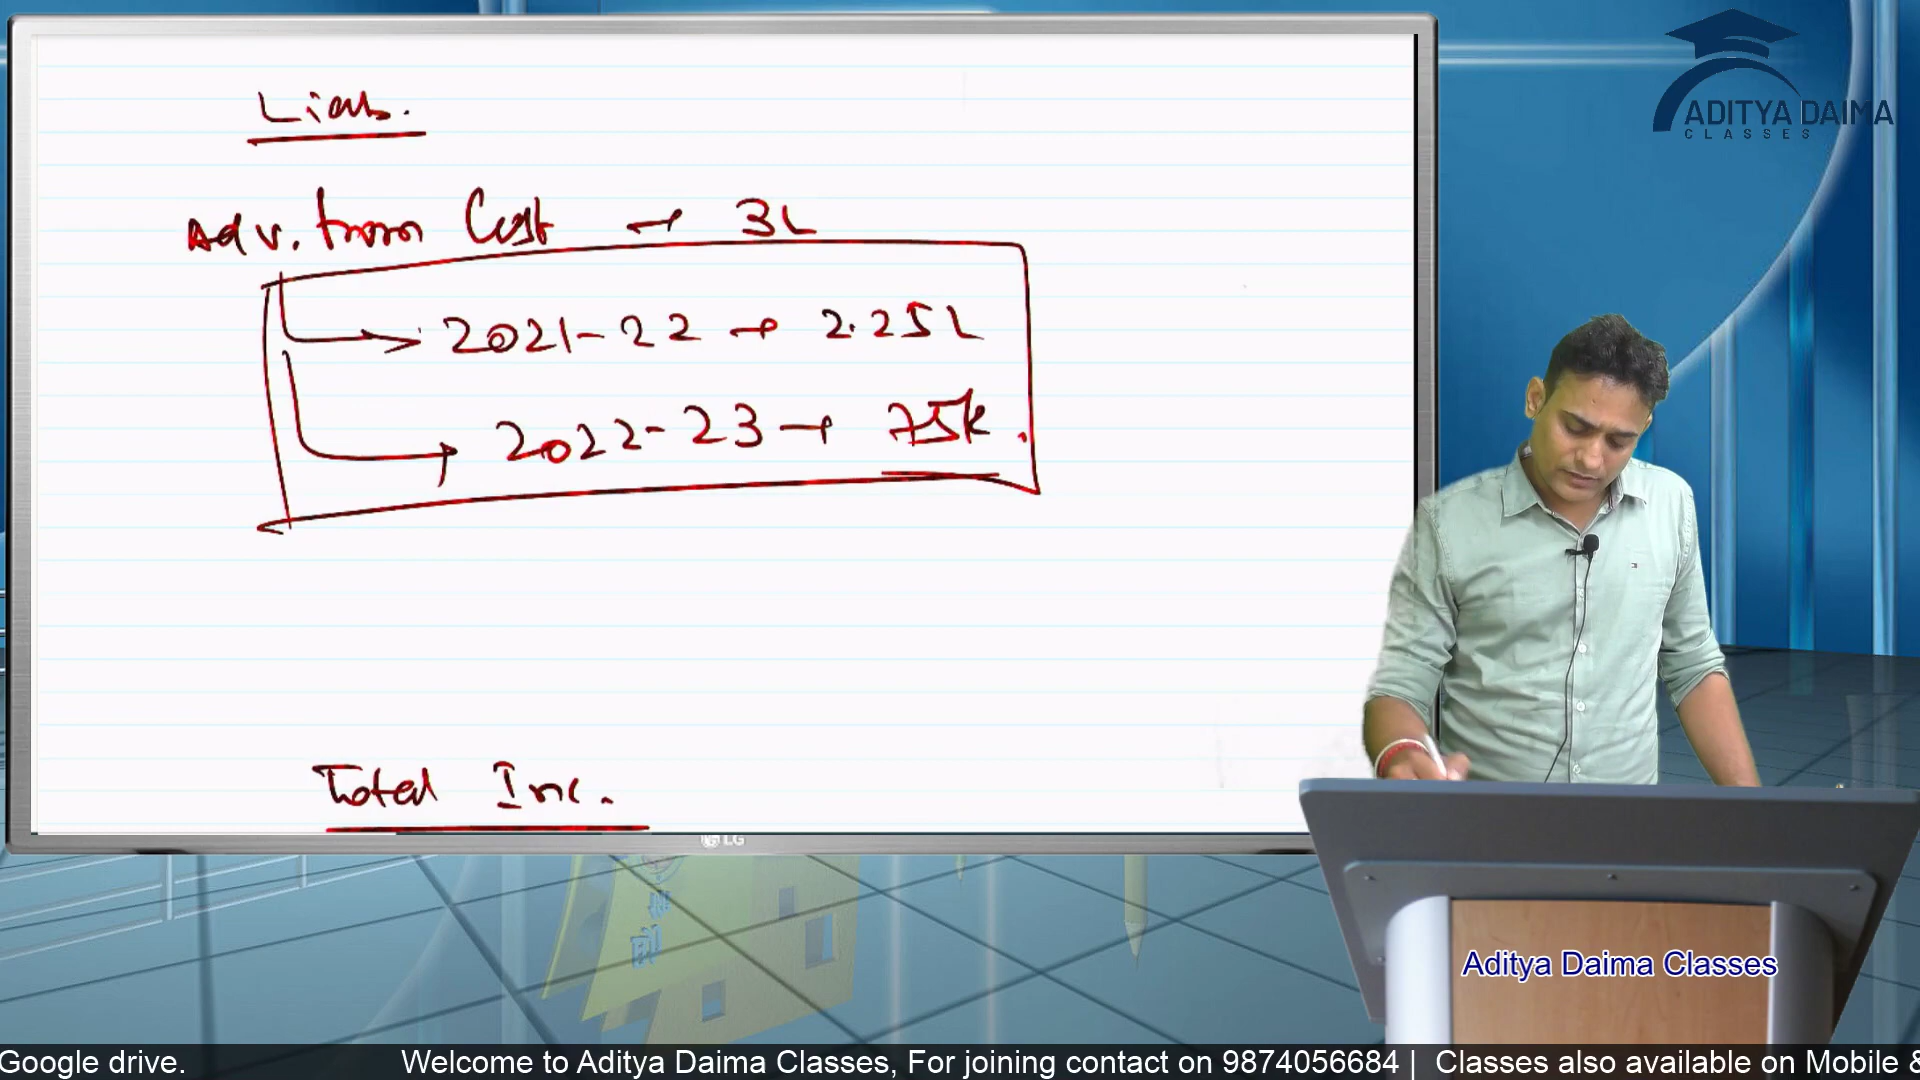 Liab.
Adv. from Cust → 3L
→ 2021-22 → 2.25L
→ 2022-23 → 75k.
Total Inc.
LG
ADITYA DAIMA
CLASSES
Aditya Daima Classes
Google drive. Welcome to Aditya Daima Classes, For joining contact on 9874056684 | Classes also available on Mobile &